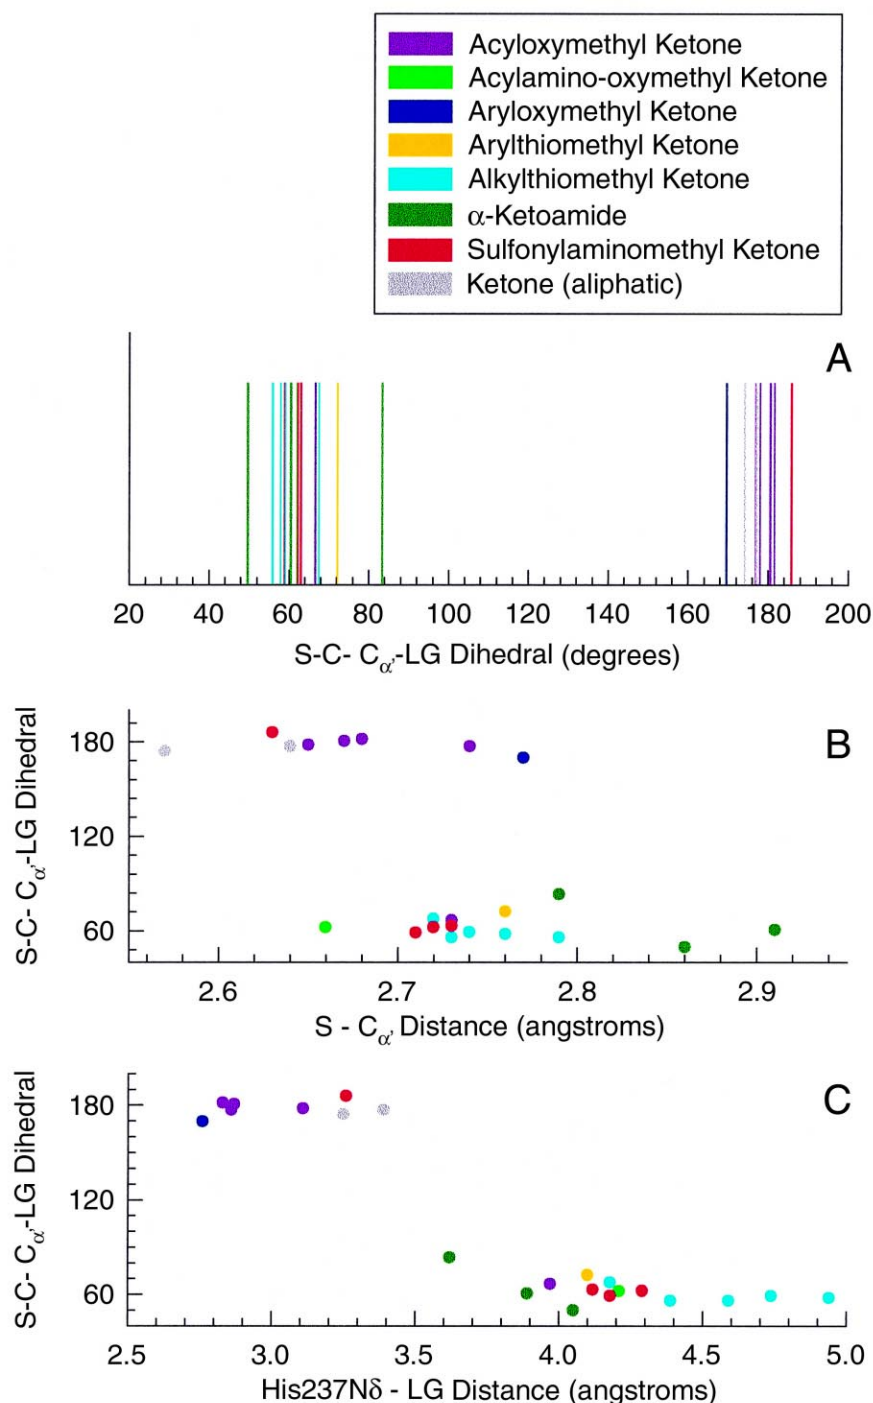 Acyloxymethyl Ketone
Acylamino-oxymethyl Ketone
Aryloxymethyl Ketone
Arylthiomethyl Ketone
Alkylthiomethyl Ketone
α-Ketoamide
Sulfonylaminomethyl Ketone
Ketone (aliphatic)
A
20 40 60 80 100 120 140 160 180 200
S-C- Cα'-LG Dihedral (degrees)
B
S-C- Cα'-LG Dihedral
180
120
60
2.6 2.7 2.8 2.9
S - Cα' Distance (angstroms)
C
S-C- Cα'-LG Dihedral
180
120
60
2.5 3.0 3.5 4.0 4.5 5.0
His237Nδ - LG Distance (angstroms)